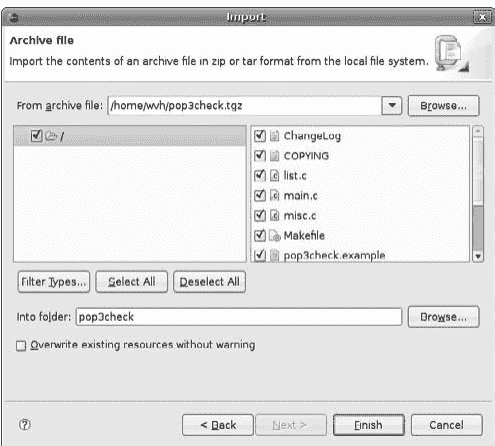 Import
Archive file
Import the contents of an archive file in zip or tar format from the local file system.
From archive file: /home/wvh/pop3check.tgz Browse...
/
ChangeLog
COPYING
list.c
main.c
misc.c
Makefile
pop3check.example
Filter Types... Select All Deselect All
Into folder: pop3check Browse...
Overwrite existing resources without warning
? < Back Next > Finish Cancel